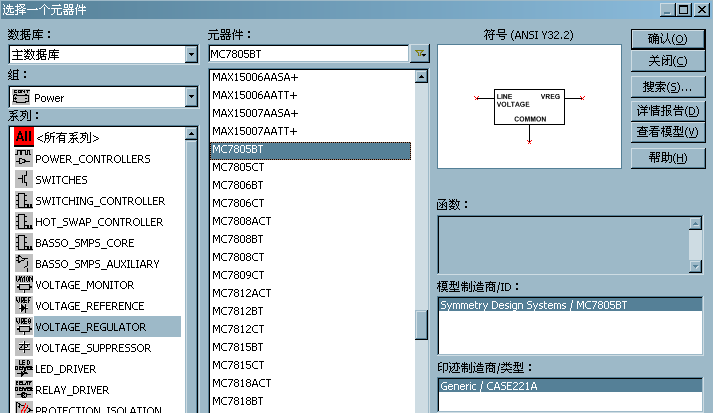 选择一个元器件
数据库：
主数据库
组：
Power
系列：
All <所有系列>
POWER_CONTROLLERS
SWITCHES
SWITCHING_CONTROLLER
HOT_SWAP_CONTROLLER
BASSO_SMPS_CORE
BASSO_SMPS_AUXILIARY
VOLTAGE_MONITOR
VOLTAGE_REFERENCE
VOLTAGE_REGULATOR
VOLTAGE_SUPPRESSOR
LED_DRIVER
RELAY_DRIVER
PROTECTION_ISOLATION
元器件：
MC7805BT
MAX15006AASA+
MAX15006AATT+
MAX15007AASA+
MAX15007AATT+
MC7805BT
MC7805CT
MC7806BT
MC7806CT
MC7808ACT
MC7808BT
MC7808CT
MC7809CT
MC7812ACT
MC7812BT
MC7812CT
MC7815BT
MC7815CT
MC7818ACT
MC7818BT
符号 (ANSI Y32.2)
LINE VREG
VOLTAGE
COMMON
函数：
模型制造商/ID：
Symmetry Design Systems / MC7805BT
印迹制造商/类型：
Generic / CASE221A
确认(O)
关闭(C)
搜索(S)...
详情报告(D)
查看模型(V)
帮助(H)